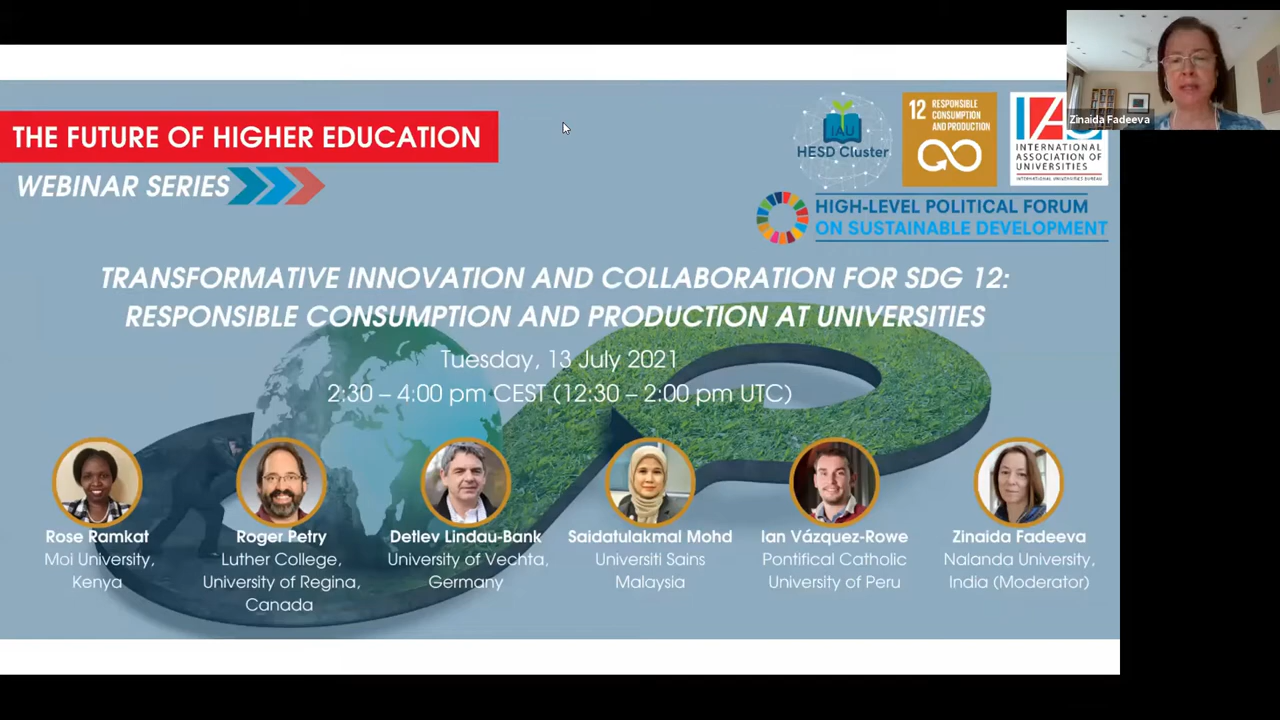 Zinaida Fadeeva
THE FUTURE OF HIGHER EDUCATION
WEBINAR SERIES
IAU
HESD Cluster
12 RESPONSIBLE
CONSUMPTION
AND PRODUCTION
INTERNATIONAL
ASSOCIATION OF
UNIVERSITIES
INTERNATIONAL UNIVERSITIES BUREAU
HIGH-LEVEL POLITICAL FORUM
ON SUSTAINABLE DEVELOPMENT
TRANSFORMATIVE INNOVATION AND COLLABORATION FOR SDG 12:
RESPONSIBLE CONSUMPTION AND PRODUCTION AT UNIVERSITIES
Tuesday, 13 July 2021
2:30 – 4:00 pm CEST (12:30 – 2:00 pm UTC)
Rose Ramkat
Moi University,
Kenya
Roger Petry
Luther College,
University of Regina,
Canada
Detlev Lindau-Bank
University of Vechta,
Germany
Saidatulakmal Mohd
Universiti Sains
Malaysia
Ian Vázquez-Rowe
Pontifical Catholic
University of Peru
Zinaida Fadeeva
Nalanda University,
India (Moderator)